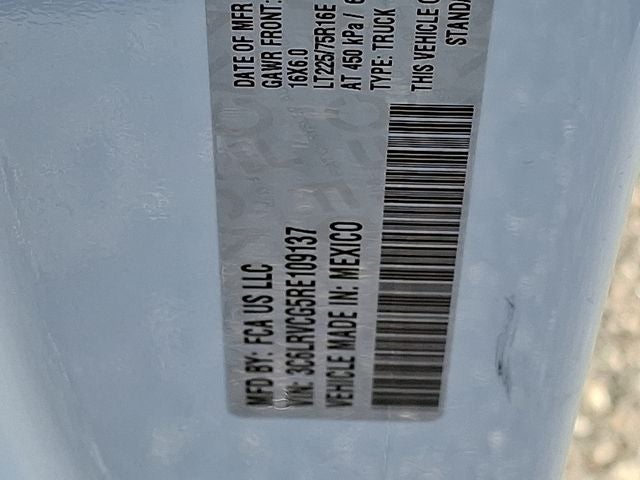 MFD BY: FCA US LLC
DATE OF MFR
VIN: 3C6LRVCG5RE109137
GAWR FRONT:
VEHICLE MADE IN: MEXICO
16X6.0
LT225/75R16E
AT 450 kPa / 6
TYPE: TRUCK
THIS VEHICLE
STANDA